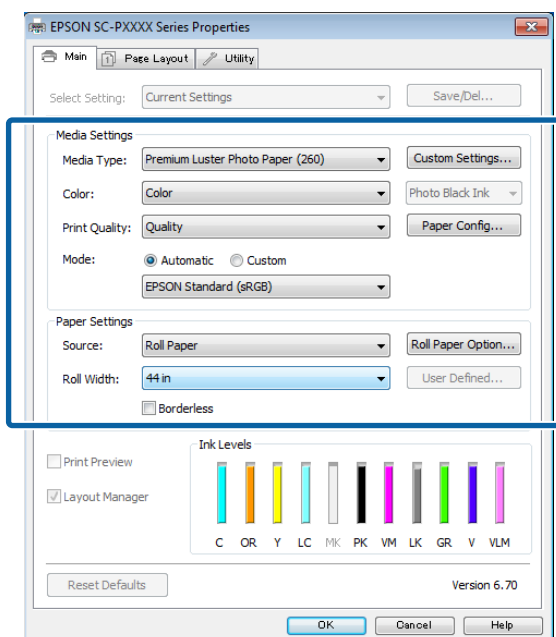 EPSON SC-PXXXX Series Properties
Main Page Layout Utility
Select Setting: Current Settings Save/Del...
Media Settings
Media Type: Premium Luster Photo Paper (260) Custom Settings...
Color: Color Photo Black Ink
Print Quality: Quality Paper Config...
Mode: Automatic Custom
EPSON Standard (sRGB)
Paper Settings
Source: Roll Paper Roll Paper Option...
Roll Width: 44 in User Defined...
Borderless
Ink Levels
Print Preview
Layout Manager
C OR Y LC MK PK VM LK GR V VLM
Reset Defaults Version 6.70
OK Cancel Help